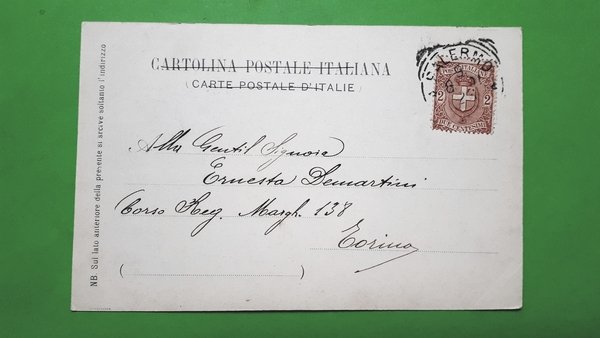 CARTOLINA POSTALE ITALIANA
(CARTE POSTALE D'ITALIE)
PALERMO
2 2
Alla Gentil Signora
Ernesta Demartini
Corso Reg. Margh. 138
Torino
NB. Sul lato anteriore della presente si scrive soltanto l'indirizzo